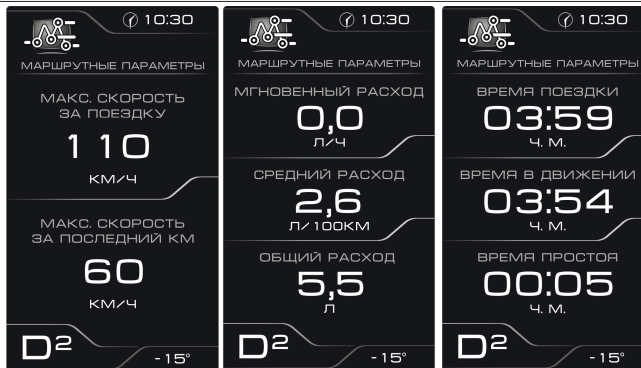 10:30
МАРШРУТНЫЕ ПАРАМЕТРЫ
МАКС. СКОРОСТЬ
ЗА ПОЕЗДКУ
110
КМ/Ч
МАКС. СКОРОСТЬ
ЗА ПОСЛЕДНИЙ КМ
60
КМ/Ч
D2
-15°
10:30
МАРШРУТНЫЕ ПАРАМЕТРЫ
МГНОВЕННЫЙ РАСХОД
0,0
Л/Ч
СРЕДНИЙ РАСХОД
2,6
Л/100КМ
ОБЩИЙ РАСХОД
5,5
Л
D2
-15°
10:30
МАРШРУТНЫЕ ПАРАМЕТРЫ
ВРЕМЯ ПОЕЗДКИ
03:59
Ч. М.
ВРЕМЯ В ДВИЖЕНИИ
03:54
Ч. М.
ВРЕМЯ ПРОСТОЯ
00:05
Ч. М.
D2
-15°